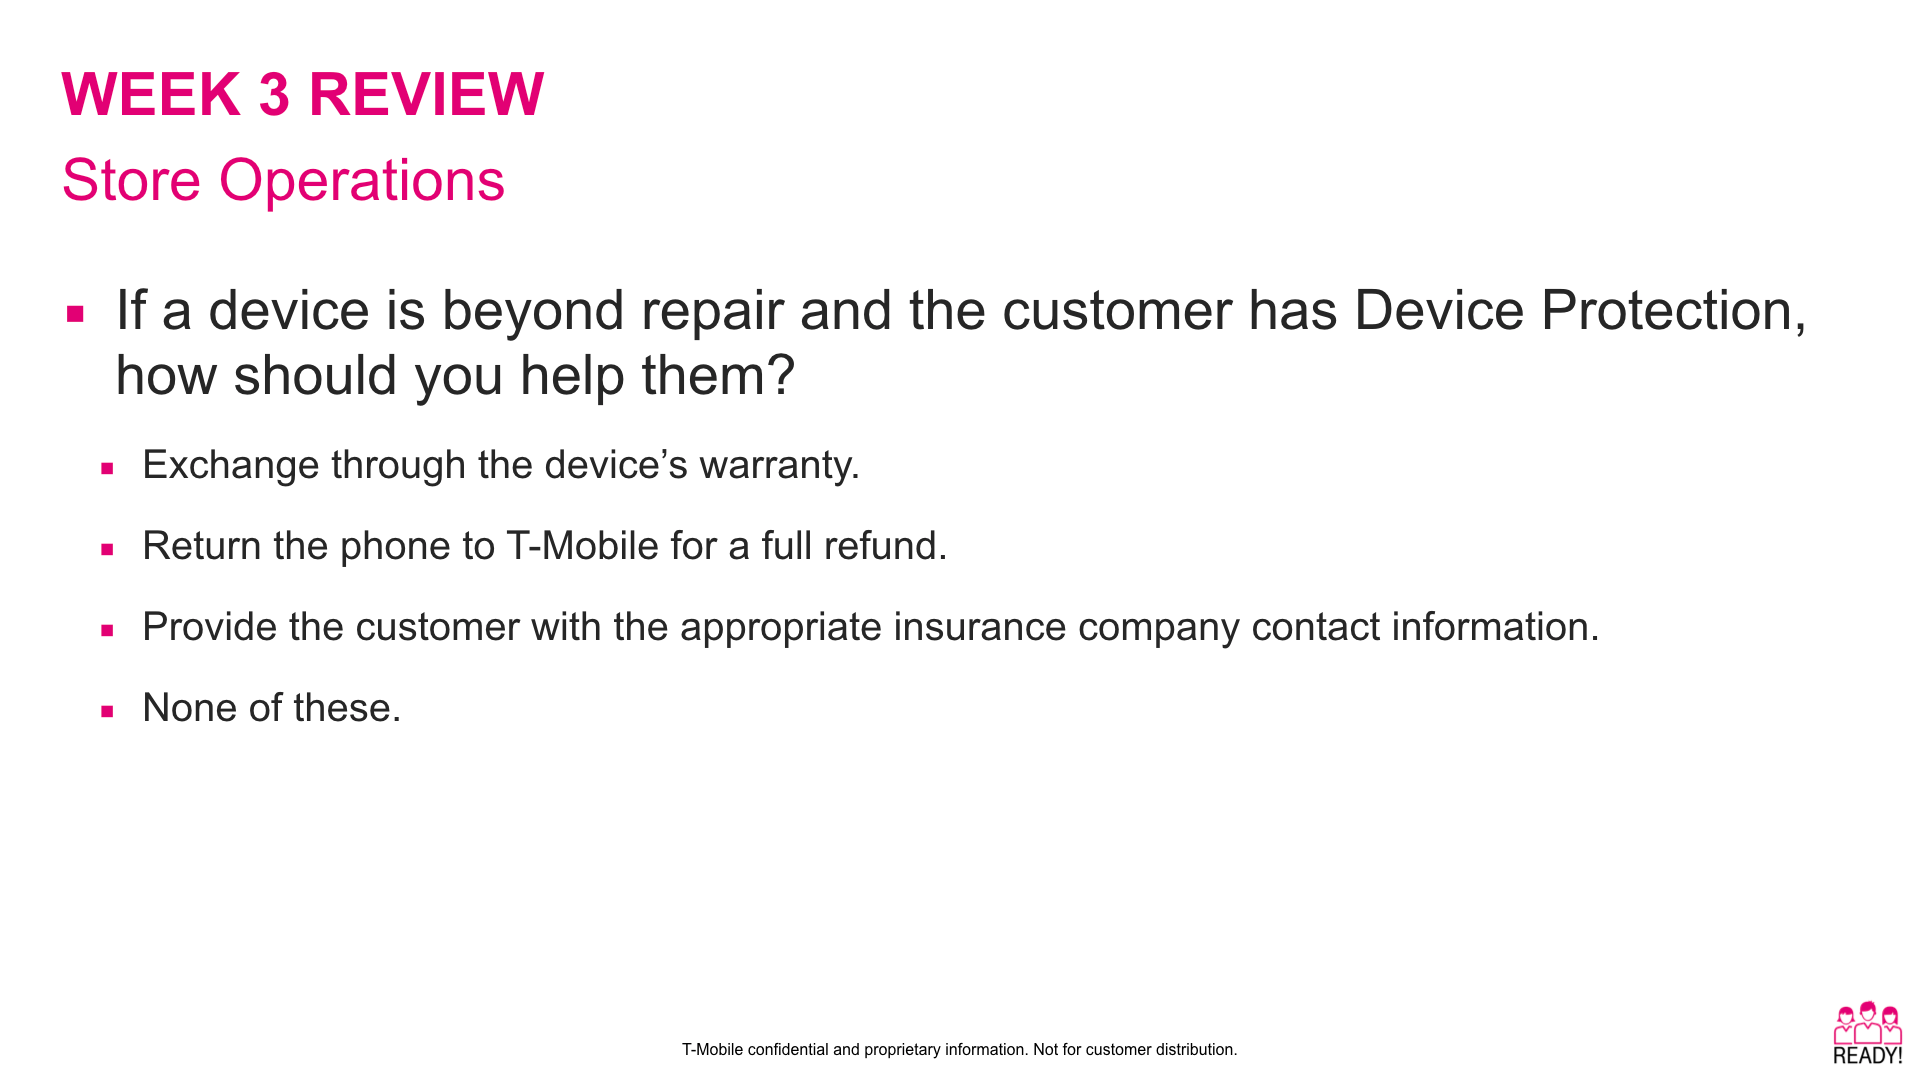 WEEK 3 REVIEW
Store Operations
If a device is beyond repair and the customer has Device Protection,
how should you help them?
Exchange through the device’s warranty.
Return the phone to T-Mobile for a full refund.
Provide the customer with the appropriate insurance company contact information.
None of these.
T-Mobile confidential and proprietary information. Not for customer distribution.
READY!